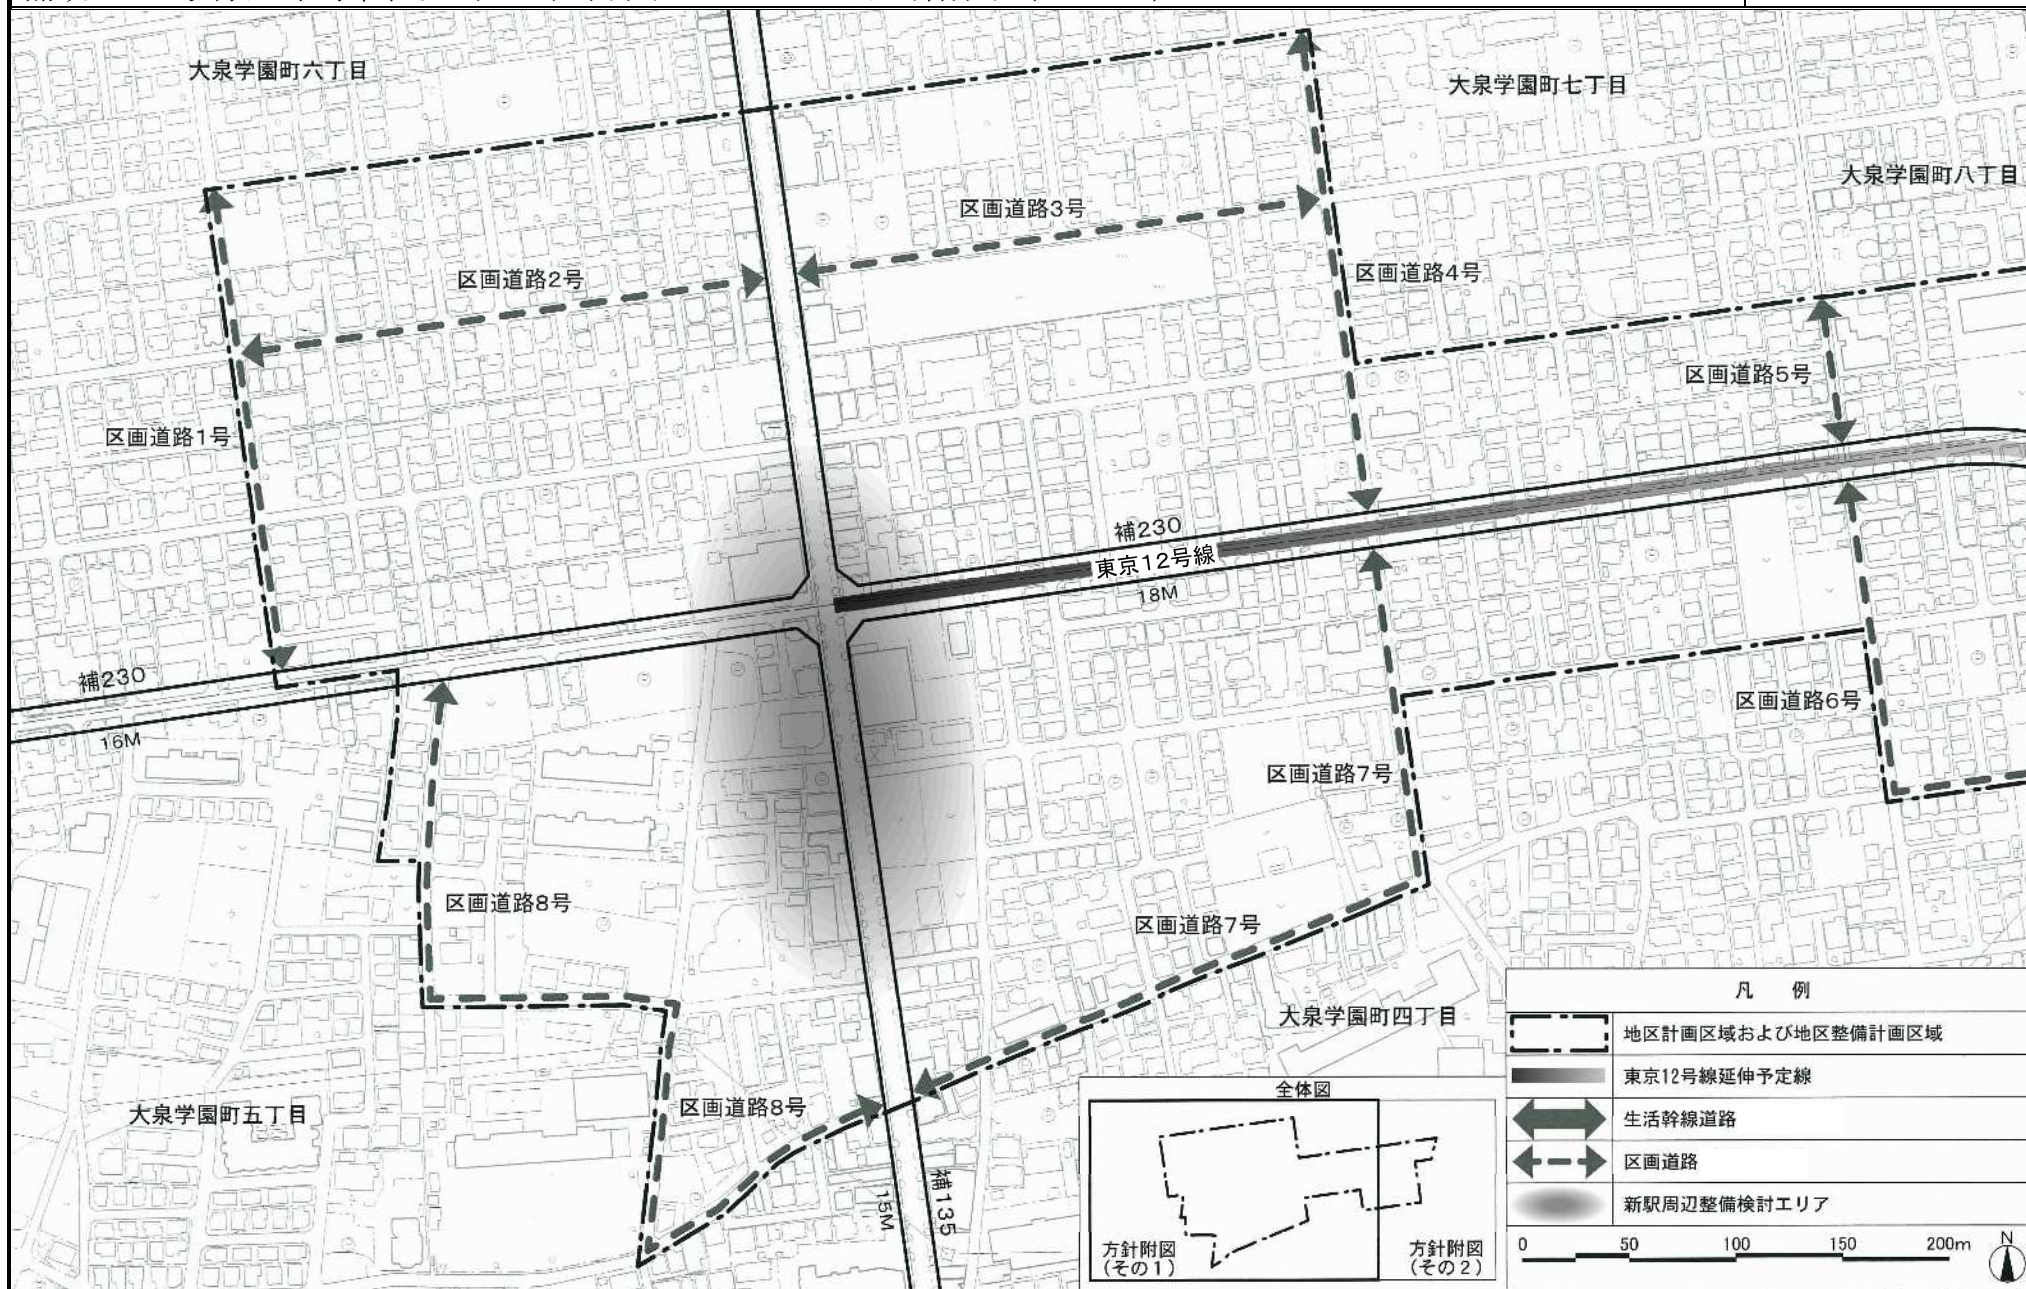 大泉学園町六丁目
大泉学園町七丁目
大泉学園町八丁目
区画道路3号
区画道路2号
区画道路4号
区画道路5号
区画道路1号
補230
東京12号線
18M
補230
16M
区画道路6号
区画道路7号
区画道路8号
区画道路7号
大泉学園町四丁目
大泉学園町五丁目
区画道路8号
15M
補135
全体図
方針附図
(その1)
方針附図
(その2)
凡 例
地区計画区域および地区整備計画区域
東京12号線延伸予定線
生活幹線道路
区画道路
新駅周辺整備検討エリア
0 50 100 150 200m
N